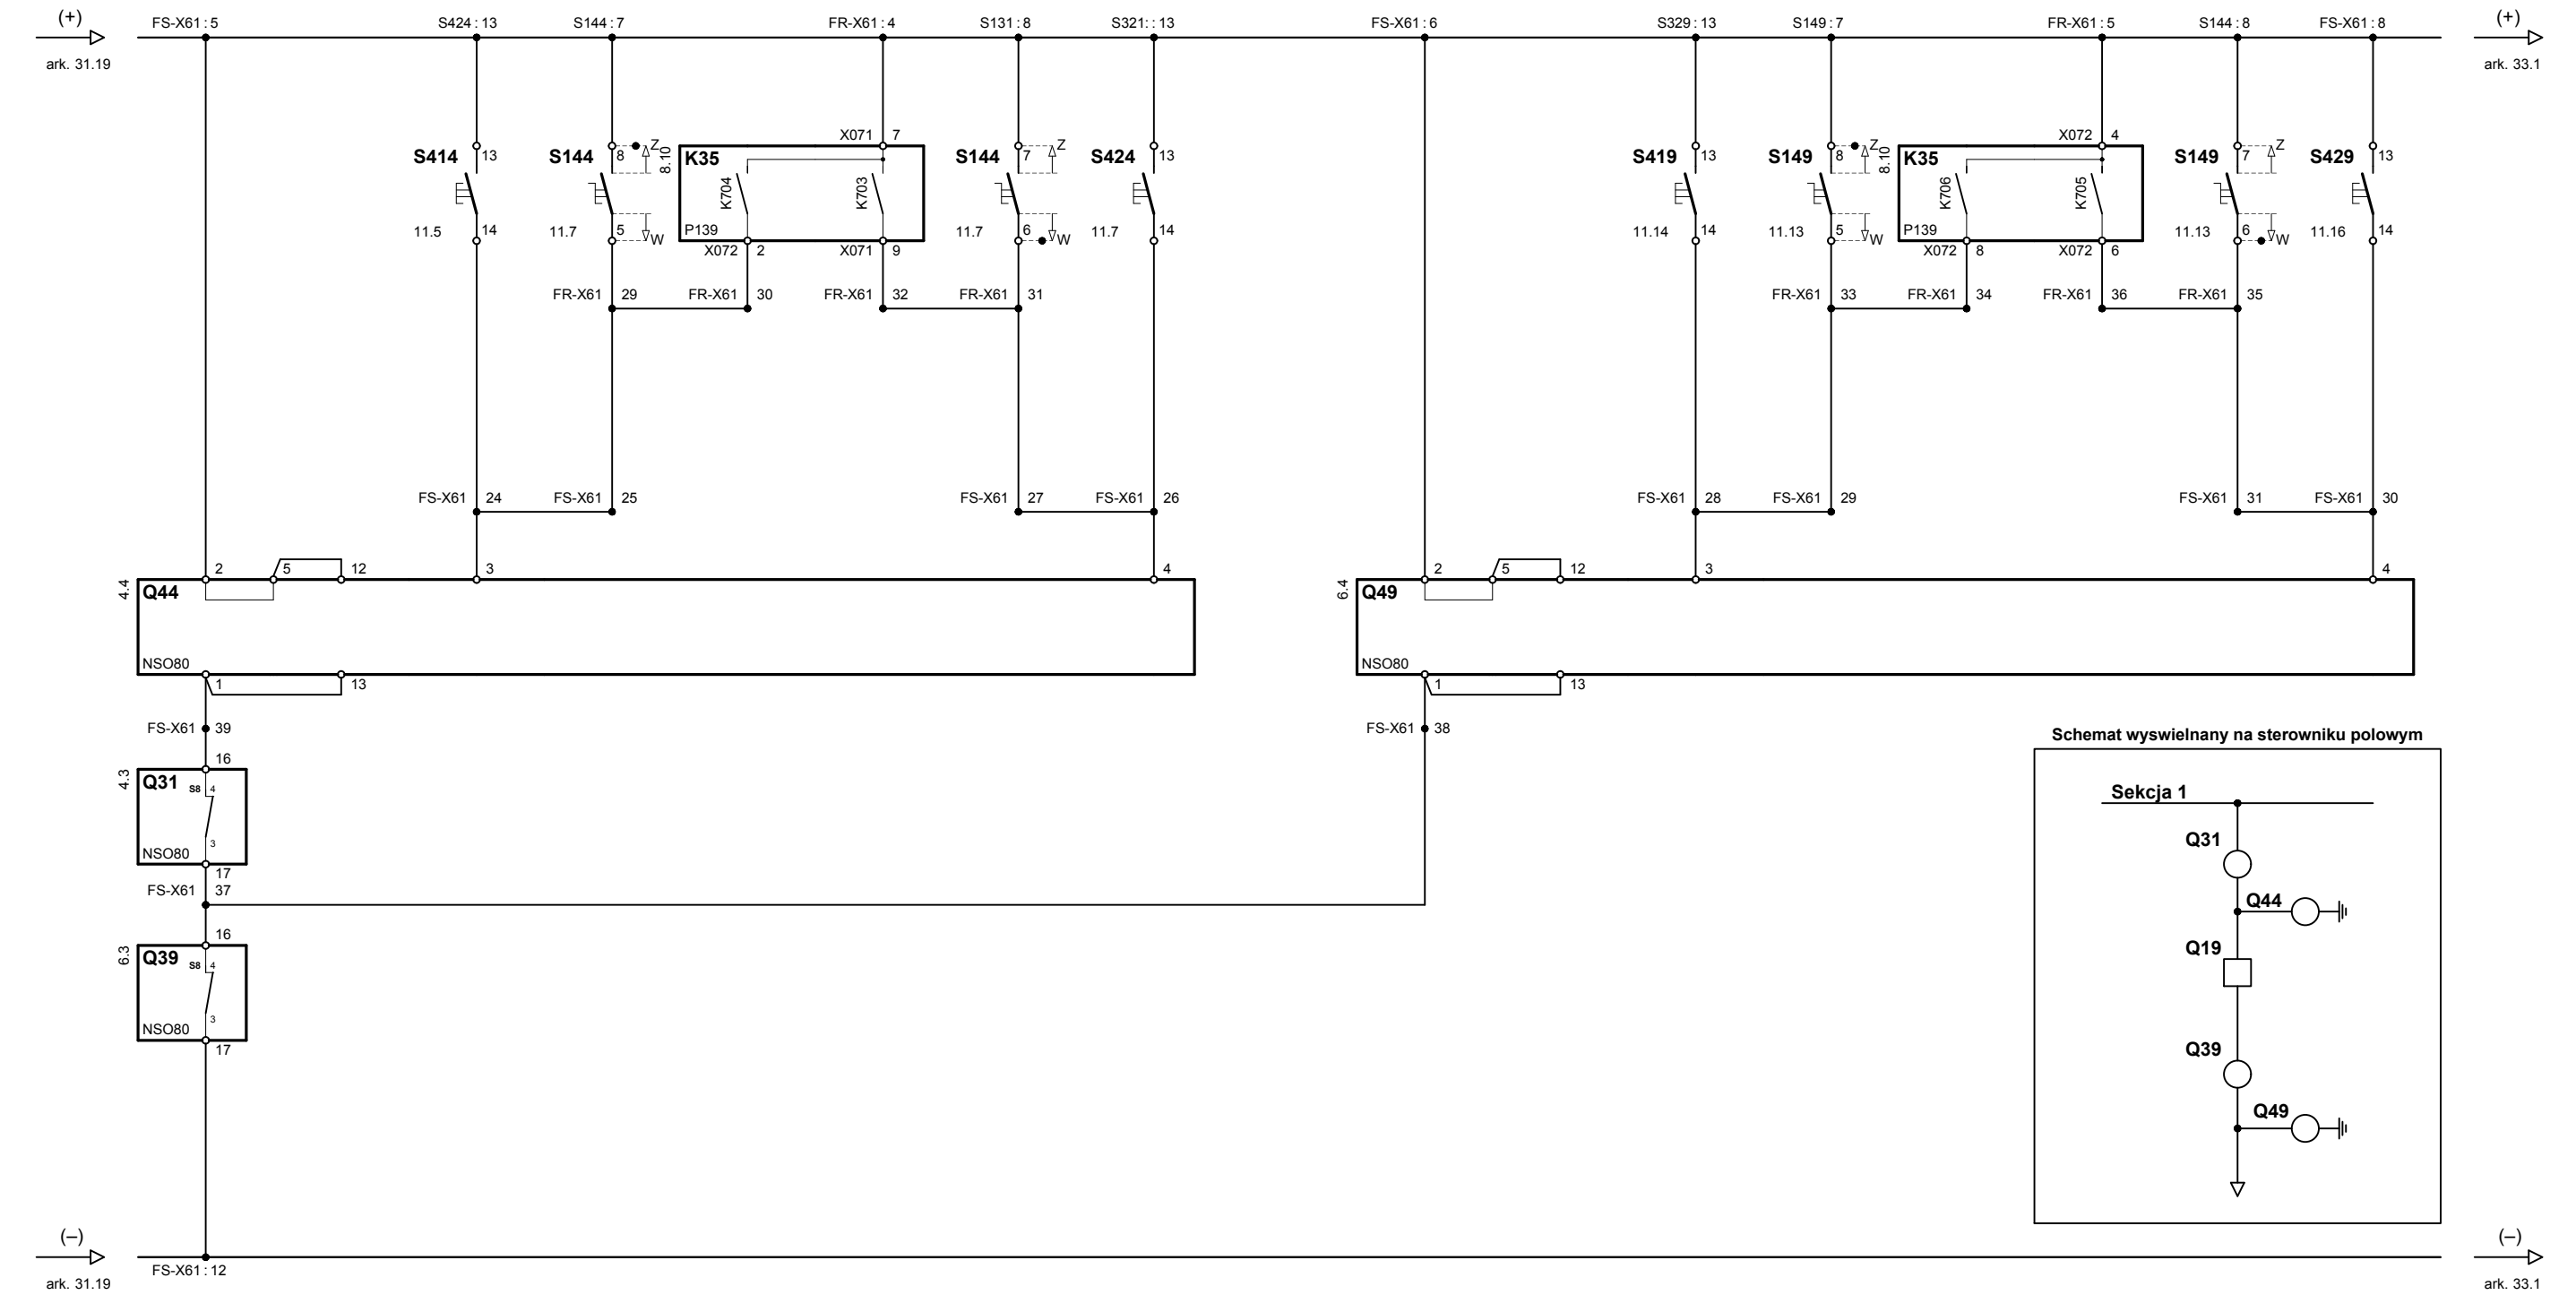 (+)
FS-X61 : 5
S424 : 13
S144 : 7
FR-X61 : 4
S131 : 8
S321: : 13
FS-X61 : 6
S329 : 13
S149 : 7
FR-X61 : 5
S144 : 8
FS-X61 : 8
(+)
ark. 31.19
ark. 33.1
S414
13
11.5
14
S144
8
Z
11.7
5
W
8.10
X071
7
K35
K704
K703
P139
X072
2
X071
9
S144
7
Z
11.7
6
W
S424
13
11.7
14
S419
13
11.14
14
S149
8
Z
11.13
5
W
8.10
X072
4
K35
K706
K705
P139
X072
8
X072
6
S149
7
Z
11.13
6
W
S429
13
11.16
14
FR-X61
29
FR-X61
30
FR-X61
32
FR-X61
31
FR-X61
33
FR-X61
34
FR-X61
36
FR-X61
35
FS-X61
24
FS-X61
25
FS-X61
27
FS-X61
26
FS-X61
28
FS-X61
29
FS-X61
31
FS-X61
30
2
5
12
3
4
4.4
Q44
NSO80
1
13
2
5
12
3
4
6.4
Q49
NSO80
1
13
FS-X61
39
FS-X61
38
16
4.3
Q31
S8
4
3
NSO80
17
FS-X61
37
16
6.3
Q39
S8
4
3
NSO80
17
Schemat wyswielnany na sterowniku polowym
Sekcja 1
Q31
Q44
Q19
Q39
Q49
(–)
FS-X61 : 12
(–)
ark. 31.19
ark. 33.1